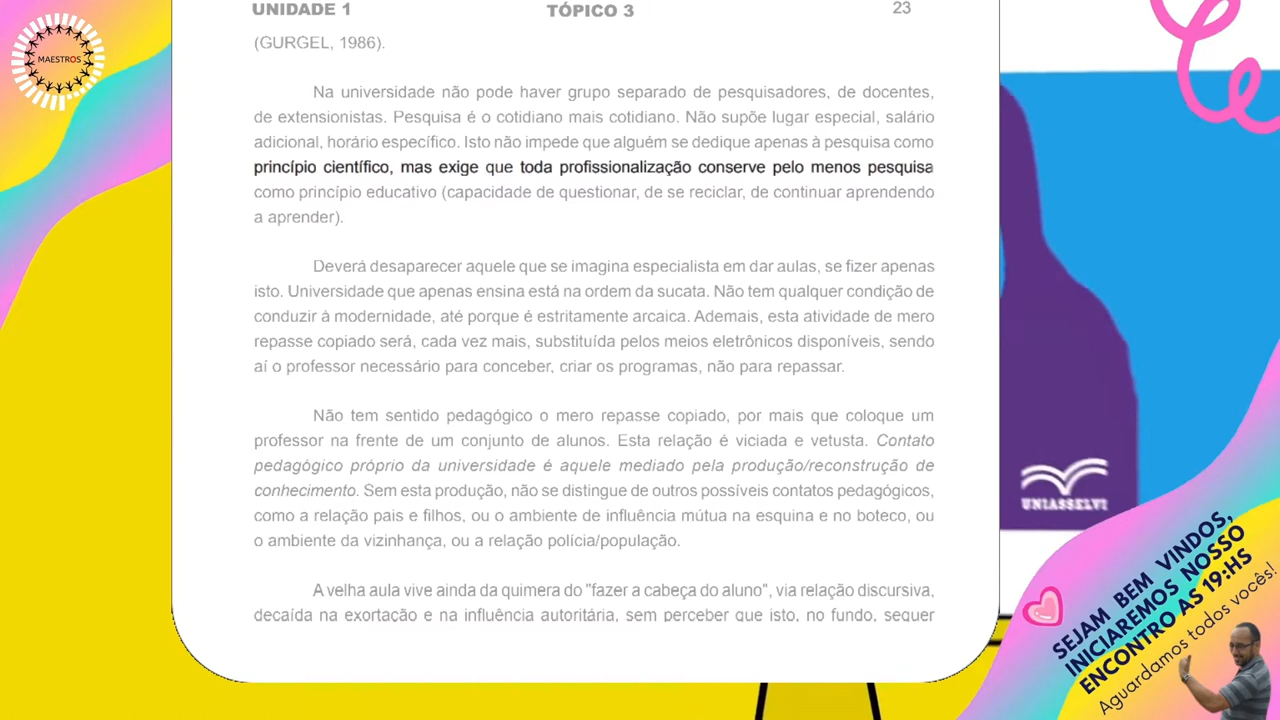 MAESTROS
UNIDADE 1 TÓPICO 3 23
(GURGEL, 1986).
Na universidade não pode haver grupo separado de pesquisadores, de docentes,
de extensionistas. Pesquisa é o cotidiano mais cotidiano. Não supõe lugar especial, salário
adicional, horário específico. Isto não impede que alguém se dedique apenas à pesquisa como
princípio científico, mas exige que toda profissionalização conserve pelo menos pesquisa
como princípio educativo (capacidade de questionar, de se reciclar, de continuar aprendendo
a aprender).
Deverá desaparecer aquele que se imagina especialista em dar aulas, se fizer apenas
isto. Universidade que apenas ensina está na ordem da sucata. Não tem qualquer condição de
conduzir à modernidade, até porque é estritamente arcaica. Ademais, esta atividade de mero
repasse copiado será, cada vez mais, substituída pelos meios eletrônicos disponíveis, sendo
aí o professor necessário para conceber, criar os programas, não para repassar.
Não tem sentido pedagógico o mero repasse copiado, por mais que coloque um
professor na frente de um conjunto de alunos. Esta relação é viciada e vetusta. Contato
pedagógico próprio da universidade é aquele mediado pela produção/reconstrução de
conhecimento. Sem esta produção, não se distingue de outros possíveis contatos pedagógicos,
como a relação pais e filhos, ou o ambiente de influência mútua na esquina e no boteco, ou
o ambiente da vizinhança, ou a relação polícia/população.
A velha aula vive ainda da quimera do "fazer a cabeça do aluno", via relação discursiva,
decaída na exortação e na influência autoritária, sem perceber que isto, no fundo, sequer
UNIASSELVI
SEJAM BEM VINDOS,
INICIAREMOS NOSSO
ENCONTRO AS 19:HS
Aguardamos todos vocês!